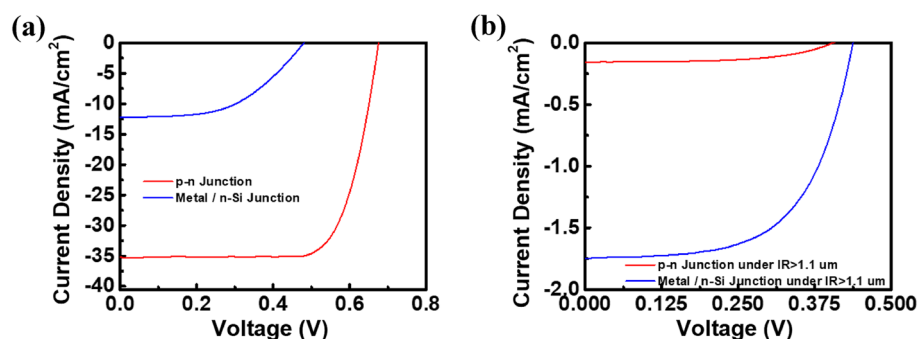 (a)
Current Density (mA/cm²)
0
-5
-10
-15
-20
-25
-30
-35
-40
p-n Junction
Metal / n-Si Junction
0.0 0.2 0.4 0.6 0.8
Voltage (V)
(b)
Current Density (mA/cm²)
0.0
-0.5
-1.0
-1.5
-2.0
p-n Junction under IR>1.1 um
Metal / n-Si Junction under IR>1.1 um
0.000 0.125 0.250 0.375 0.500
Voltage (V)